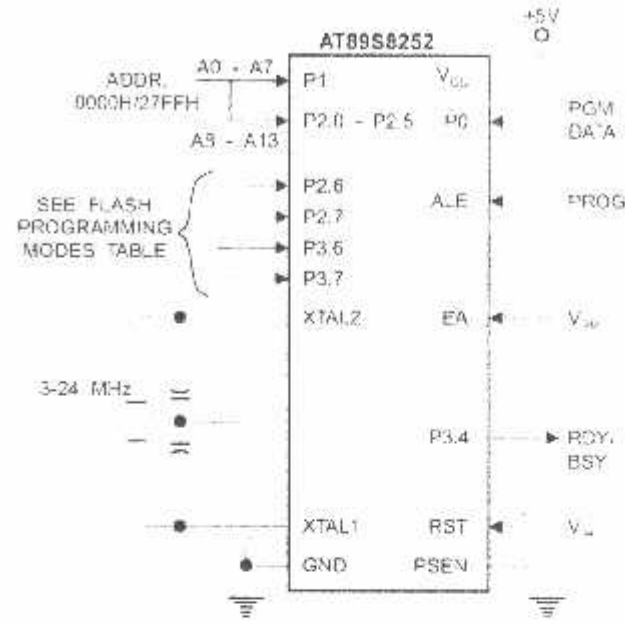 +5V
AT89S8252
A0 - A7
ADDR.
0000H/27FFH
P1
P2.0 - P2.5
P0
PGM
DATA
A8 - A13
P2.6
SEE FLASH
PROGRAMMING
MODES TABLE
P2.7
ALE
PROG
P3.6
P3.7
XTAL2
EA
3-24 MHz
P3.4
RDY/
BSY
XTAL1
RST
GND
PSEN